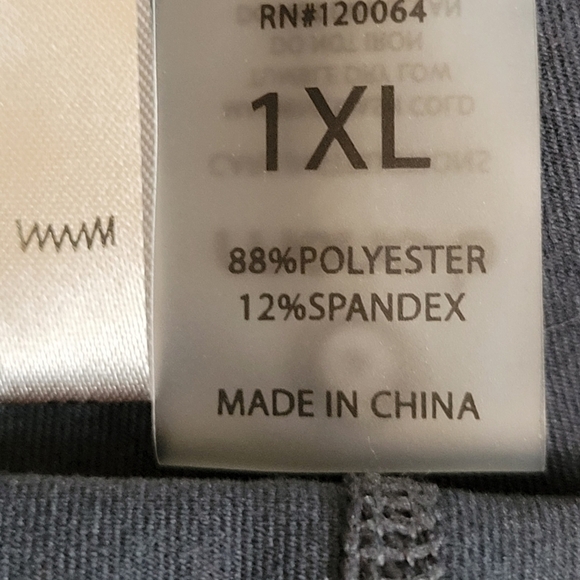 RN#120064
1XL
88%POLYESTER
12%SPANDEX
MADE IN CHINA